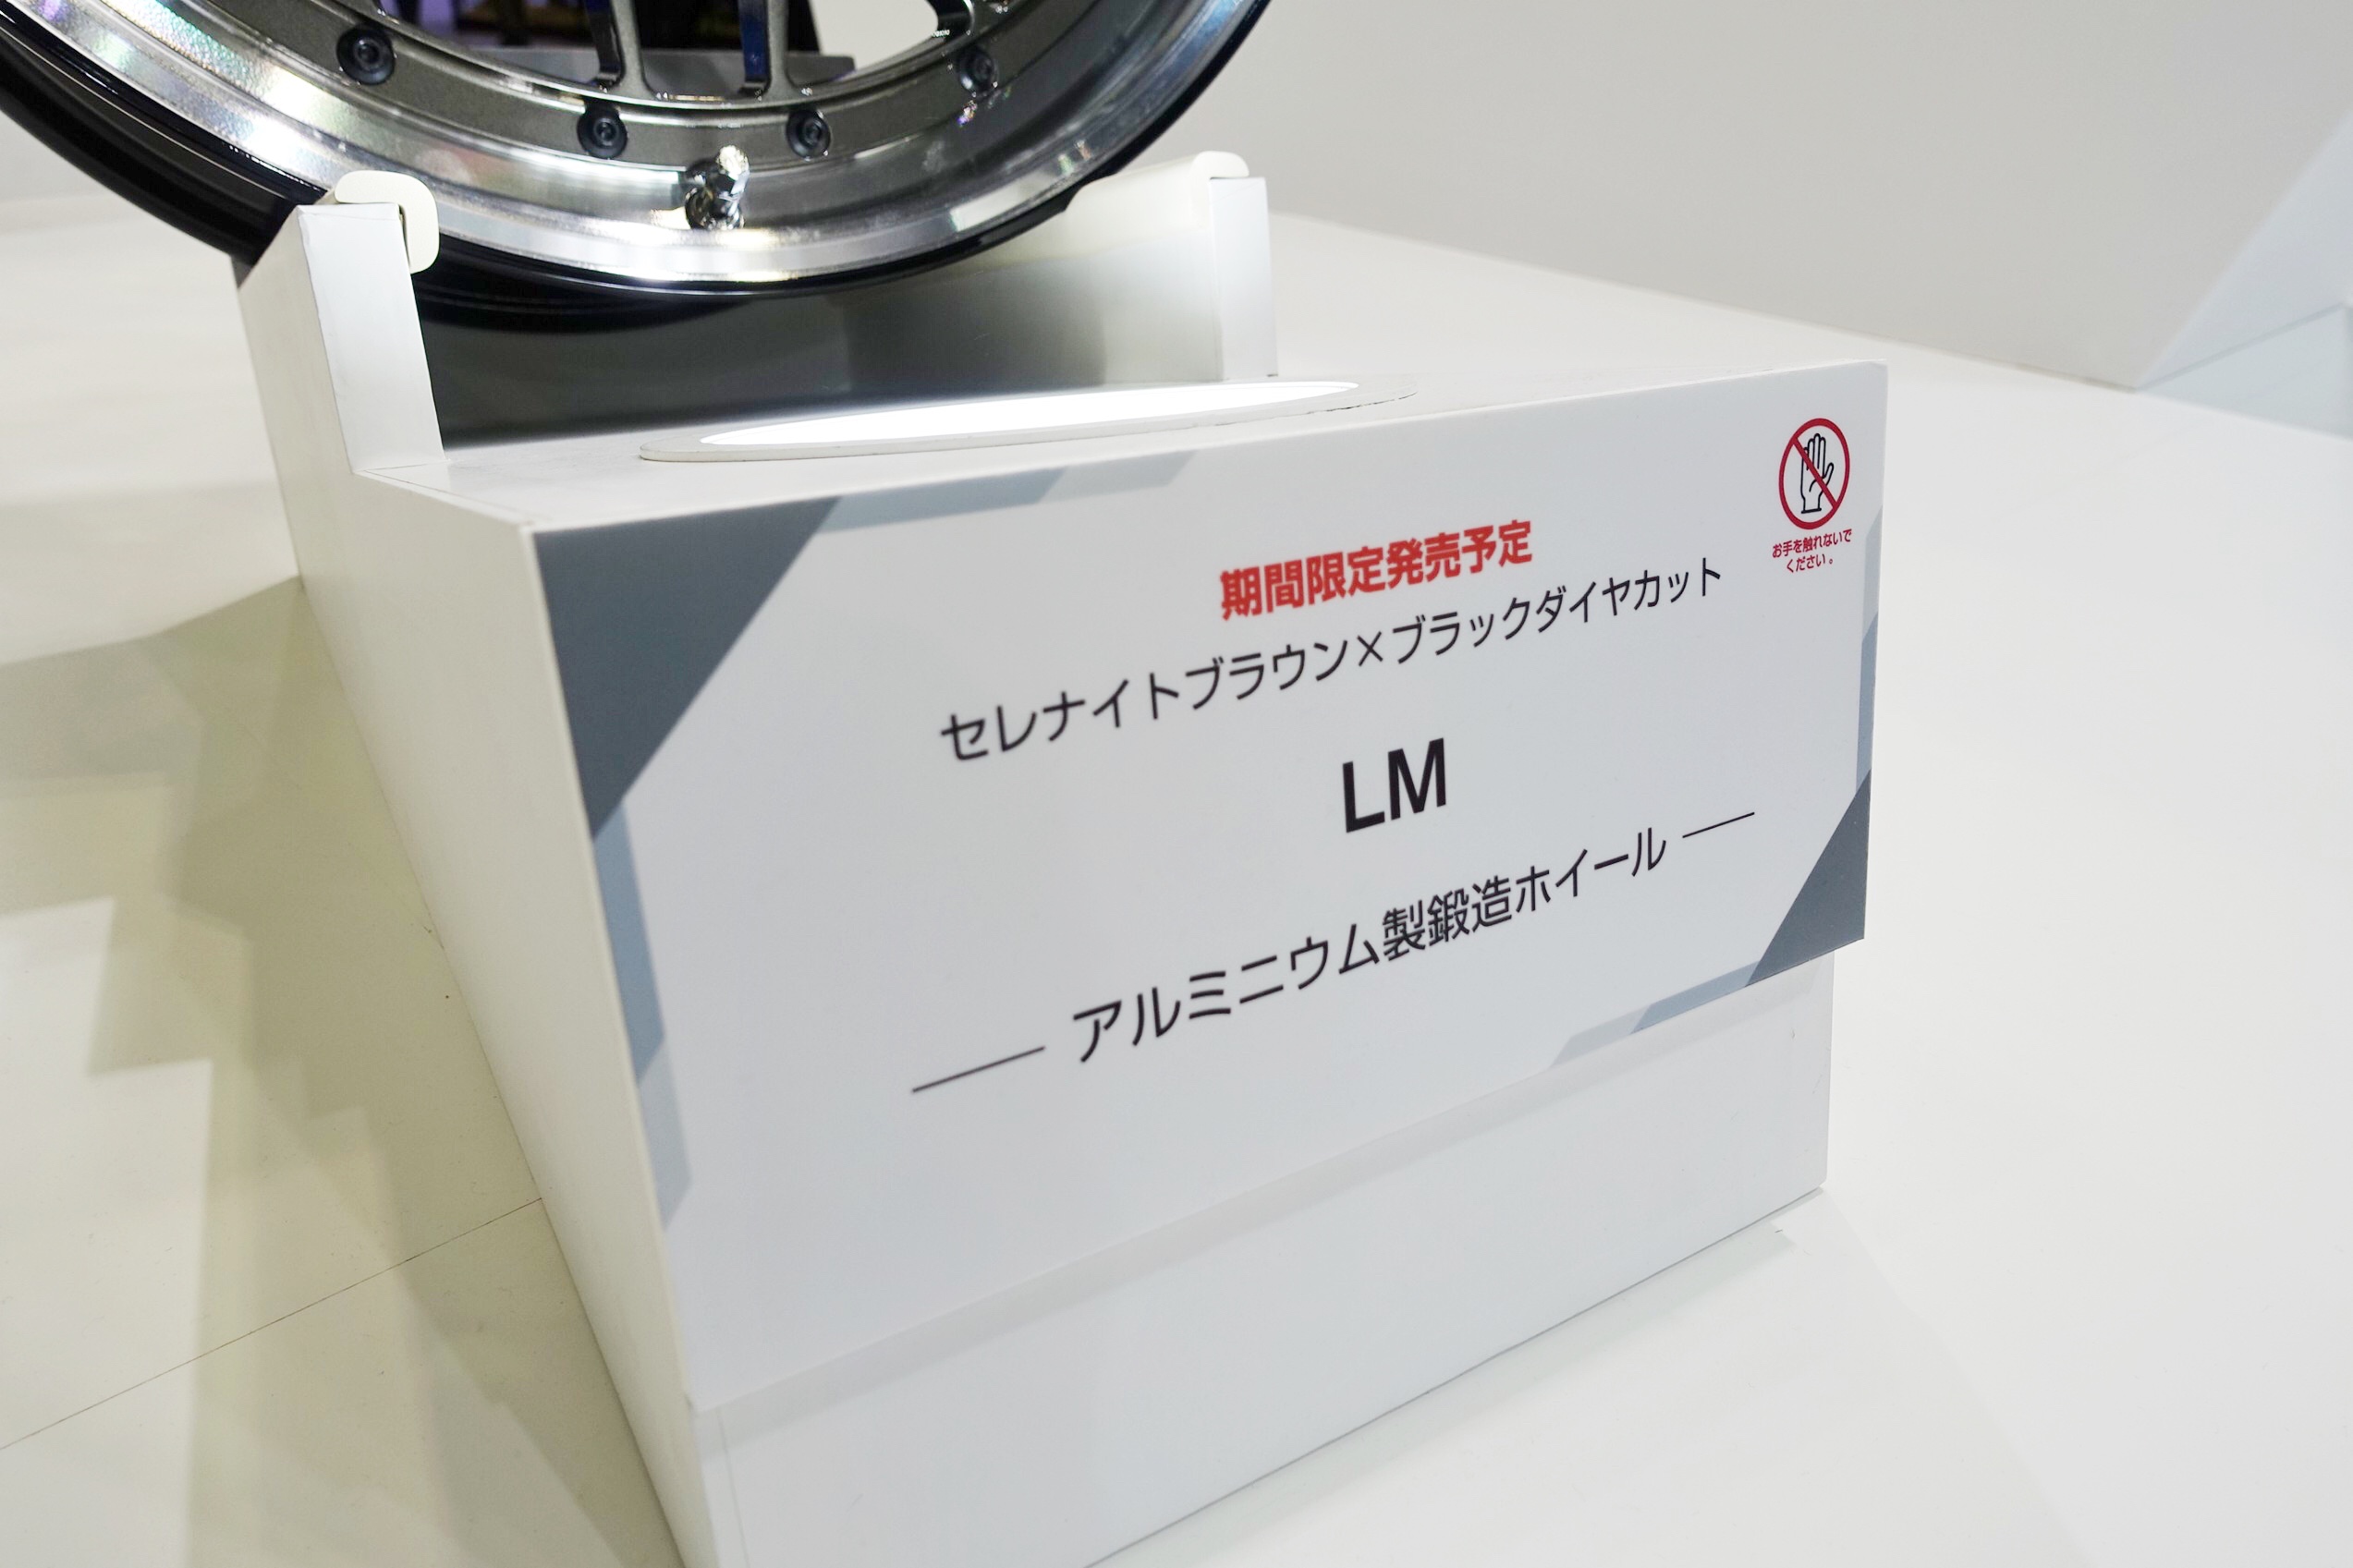 期間限定発売予定
セレナイトブラウン×ブラックダイヤカット
LM
アルミニウム製鍛造ホイール
お手を触れないで
ください。